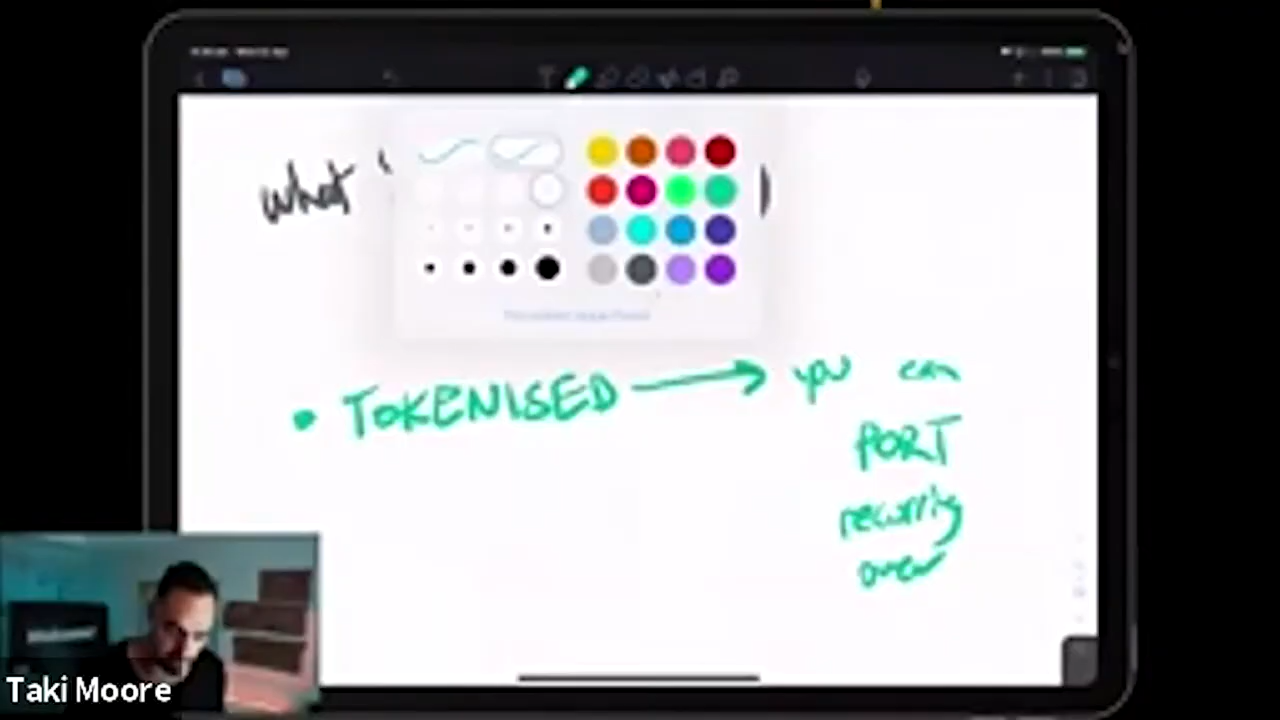 what "
)
• TOKENISED → you can
PORT
recurring
over
Taki Moore